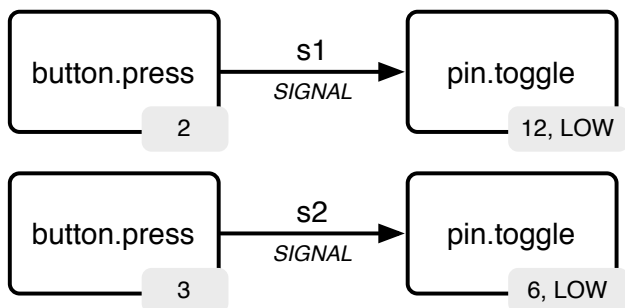 button.press
s1
SIGNAL
pin.toggle
2
12, LOW
button.press
s2
SIGNAL
pin.toggle
3
6, LOW